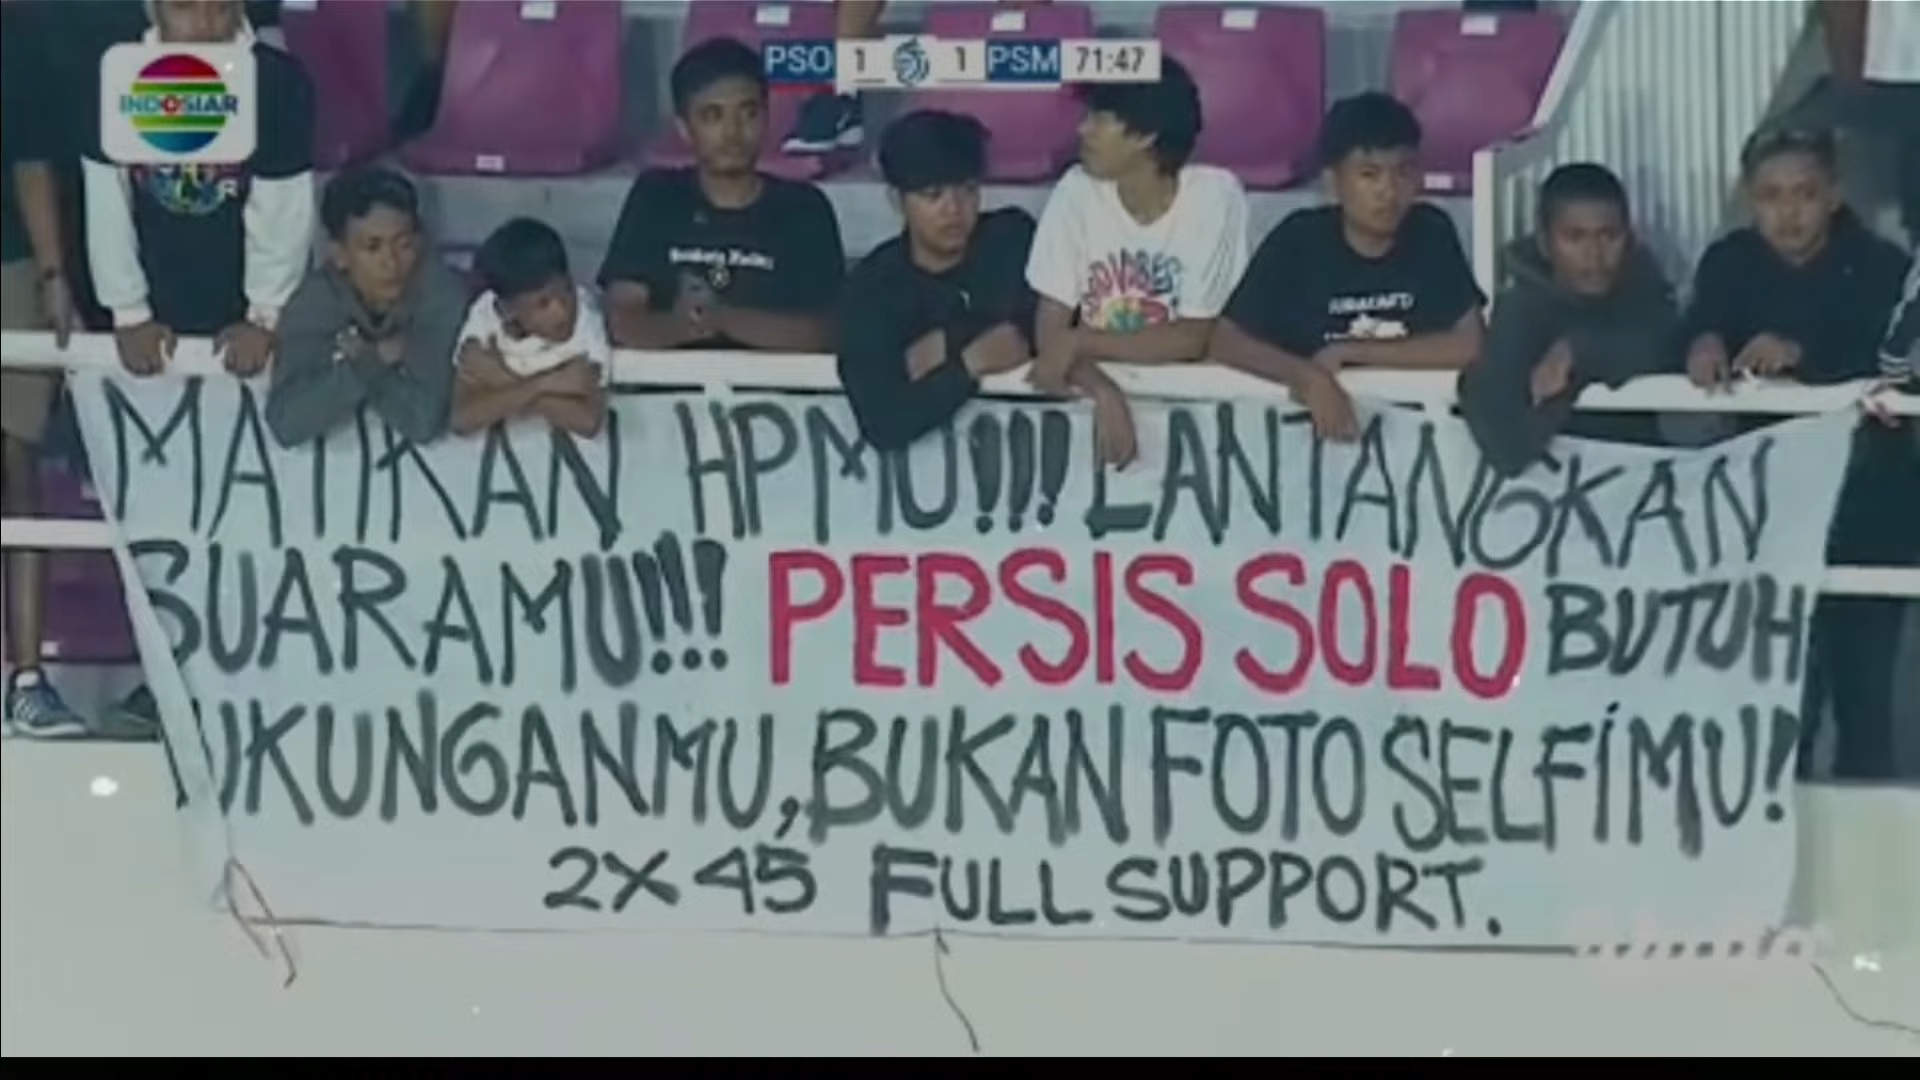 INDOSIAR
PSO 1 1 PSM 71:47
MATIKAN HPMU!!! LANTANGKAN
SUARAMU!!! PERSIS SOLO BUTUH
UKUNGANMU, BUKAN FOTO SELFIMU!
2X45 FULL SUPPORT.